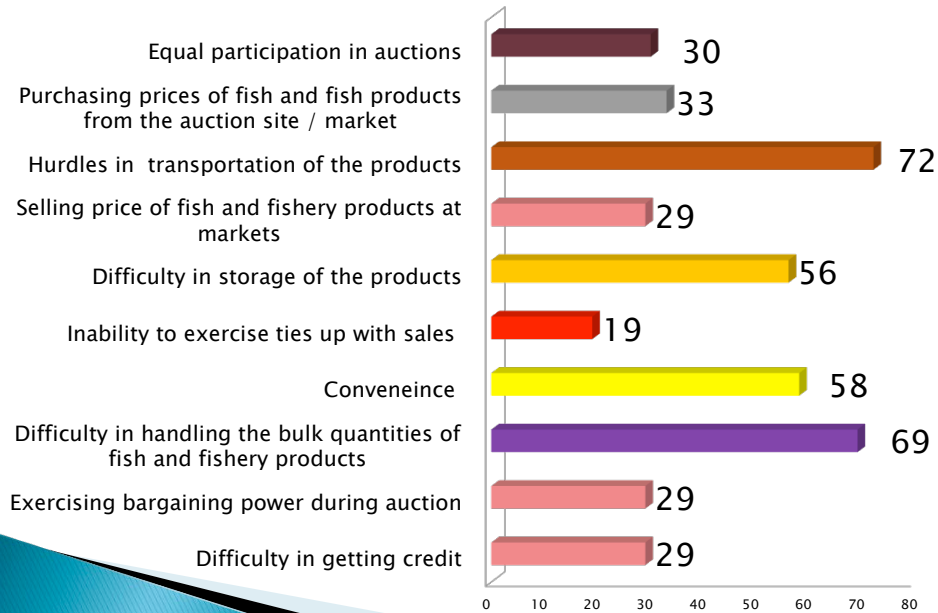 Equal participation in auctions
30
Purchasing prices of fish and fish products
from the auction site / market
33
Hurdles in  transportation of the products
72
Selling price of fish and fishery products at
markets
29
Difficulty in storage of the products
56
Inability to exercise ties up with sales
19
Conveneince
58
Difficulty in handling the bulk quantities of
fish and fishery products
69
Exercising bargaining power during auction
29
Difficulty in getting credit
29
0 10 20 30 40 50 60 70 80